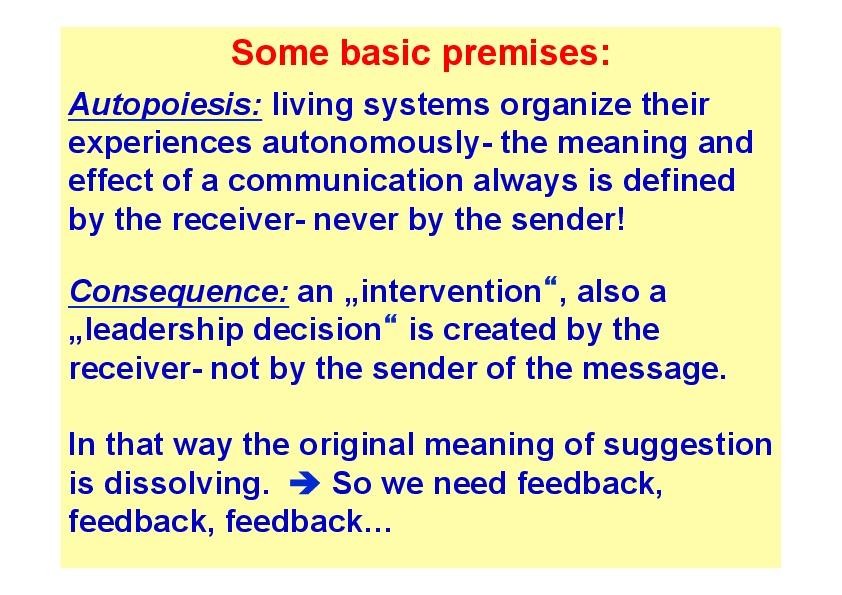 Some basic premises:
Autopoiesis: living systems organize their
experiences autonomously- the meaning and
effect of a communication always is defined
by the receiver- never by the sender!
Consequence: an „intervention“, also a
„leadership decision“ is created by the
receiver- not by the sender of the message.
In that way the original meaning of suggestion
is dissolving. ➔ So we need feedback,
feedback, feedback…